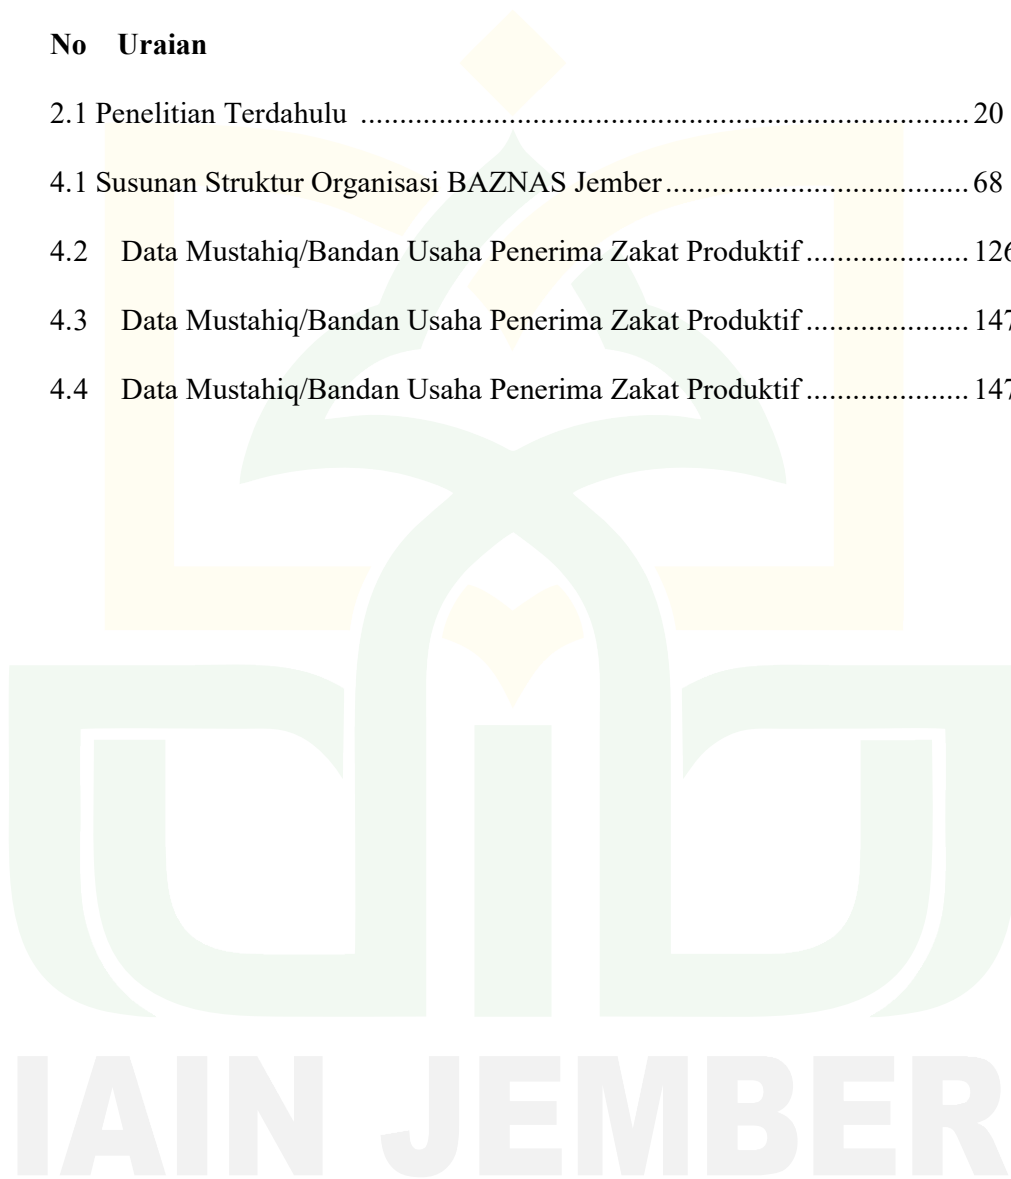 No Uraian
2.1 Penelitian Terdahulu ............................................................................. 20
4.1 Susunan Struktur Organisasi BAZNAS Jember ...................................... 68
4.2 Data Mustahiq/Bandan Usaha Penerima Zakat Produktif ..................... 126
4.3 Data Mustahiq/Bandan Usaha Penerima Zakat Produktif ..................... 147
4.4 Data Mustahiq/Bandan Usaha Penerima Zakat Produktif ..................... 147
IAIN JEMBER